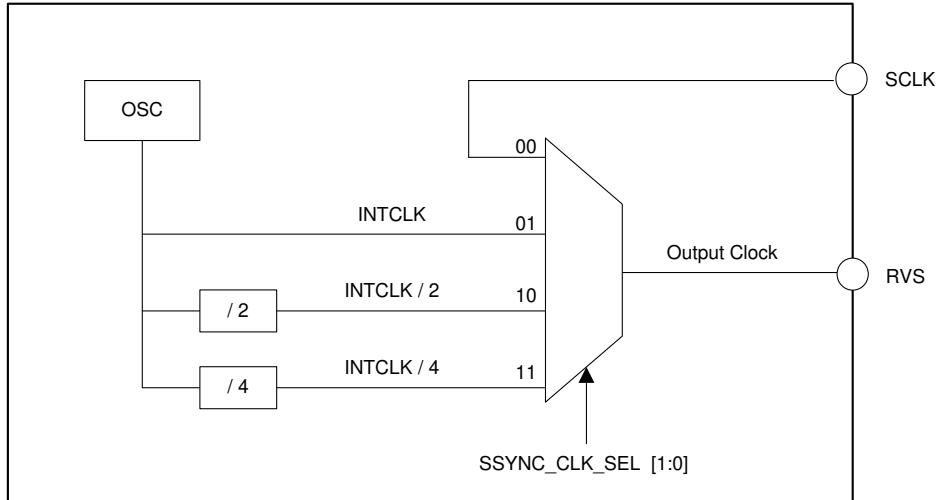 SCLK
OSC
00
INTCLK
01
Output Clock
RVS
INTCLK / 2
10
/ 2
INTCLK / 4
11
/ 4
SSYNC_CLK_SEL [1:0]